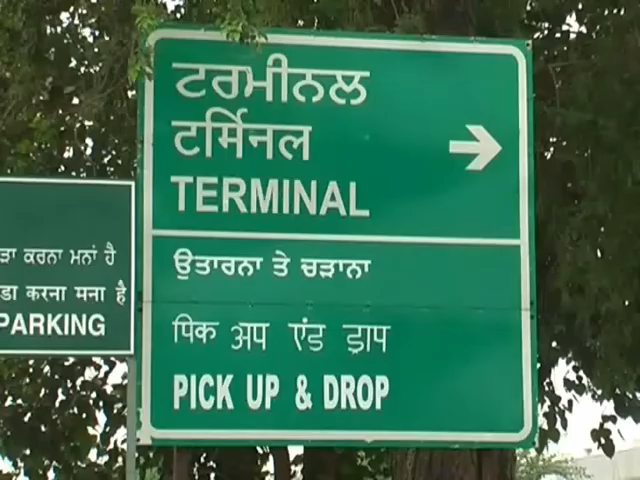 ਟਰਮੀਨਲ
टर्मिनल
TERMINAL
ਉਤਾਰਨਾ ਤੇ ਚੜਾਨਾ
पिक अप एंड ड्राप
PICK UP & DROP
ੜਾ ਕਰਨਾ ਮਨਾਂ ਹੈ
डा करना मना है
PARKING